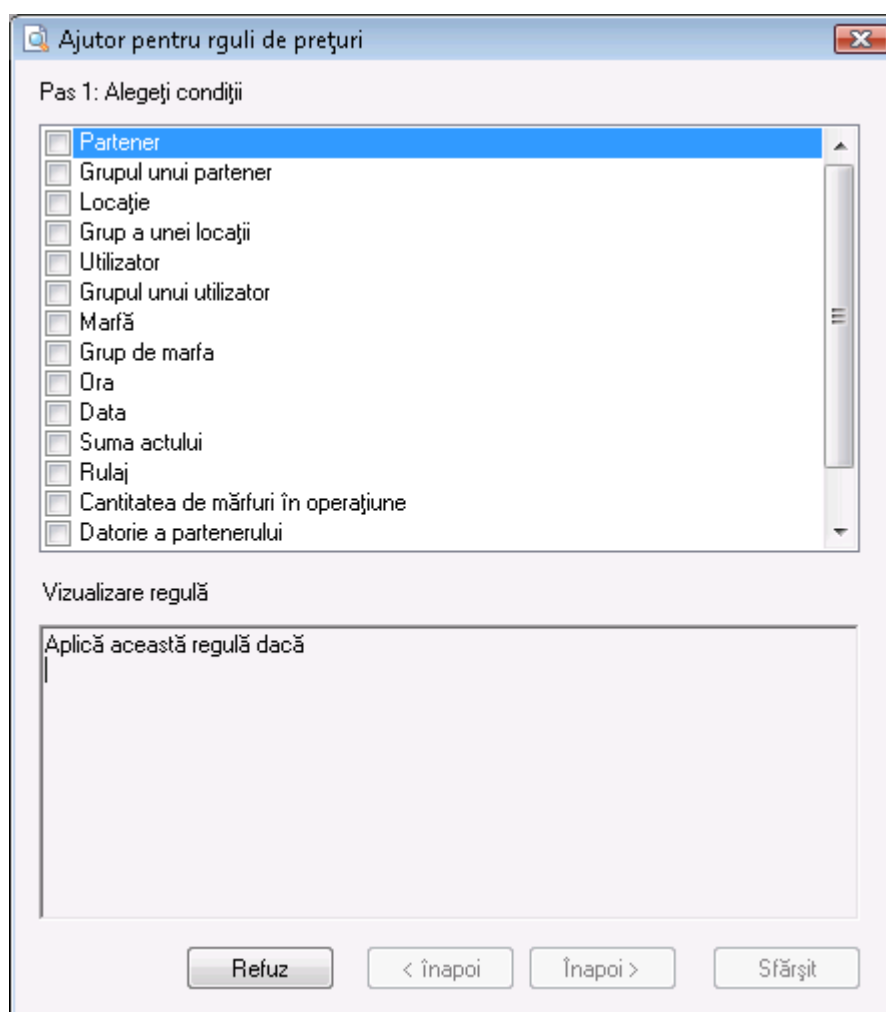 Ajutor pentru rguli de preţuri
Pas 1: Alegeţi condiţii
Partener
Grupul unui partener
Locaţie
Grup a unei locaţii
Utilizator
Grupul unui utilizator
Marfă
Grup de marfa
Ora
Data
Suma actului
Rulaj
Cantitatea de mărfuri în operaţiune
Datorie a partenerului
Vizualizare regulă
Aplică această regulă dacă
Refuz
< înapoi
Înapoi >
Sfărşit